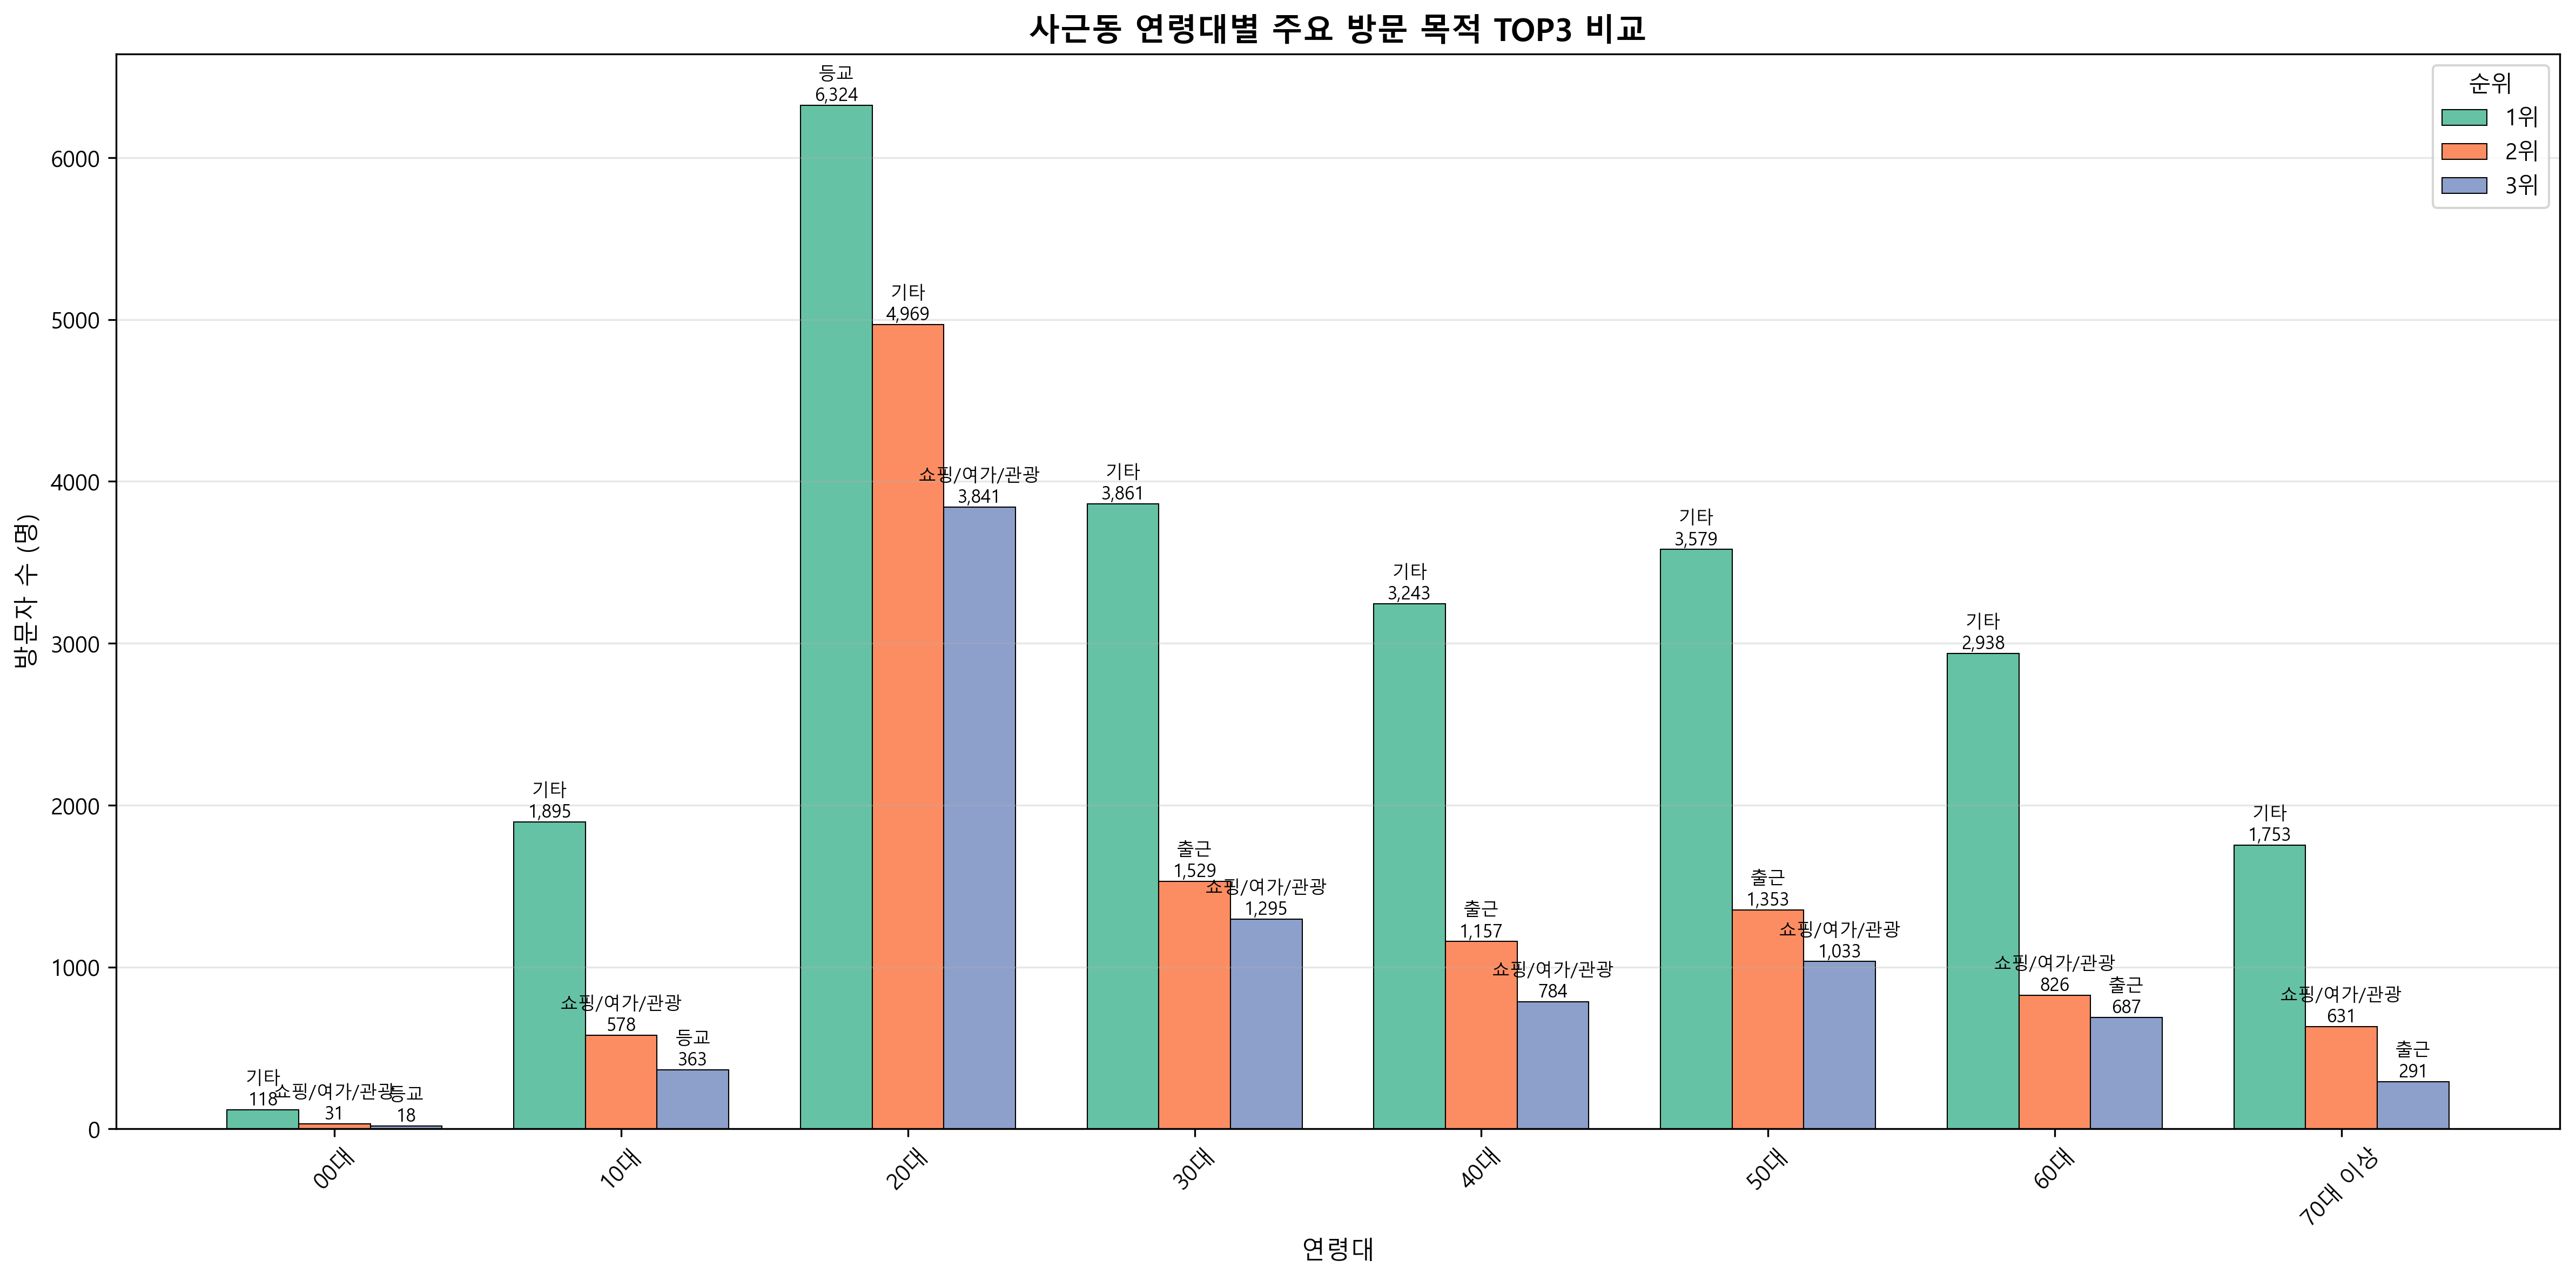 사근동 연령대별 주요 방문 목적 TOP3 비교
순위
1위
2위
3위
방문자 수 (명)
6000
5000
4000
3000
2000
1000
0
기타
118
쇼핑/여가/관광
31
등교
18
기타
1,895
쇼핑/여가/관광
578
등교
363
등교
6,324
기타
4,969
쇼핑/여가/관광
3,841
기타
3,861
출근
1,529
쇼핑/여가/관광
1,295
기타
3,243
출근
1,157
쇼핑/여가/관광
784
기타
3,579
출근
1,353
쇼핑/여가/관광
1,033
기타
2,938
쇼핑/여가/관광
826
출근
687
기타
1,753
쇼핑/여가/관광
631
출근
291
00대
10대
20대
30대
40대
50대
60대
70대 이상
연령대